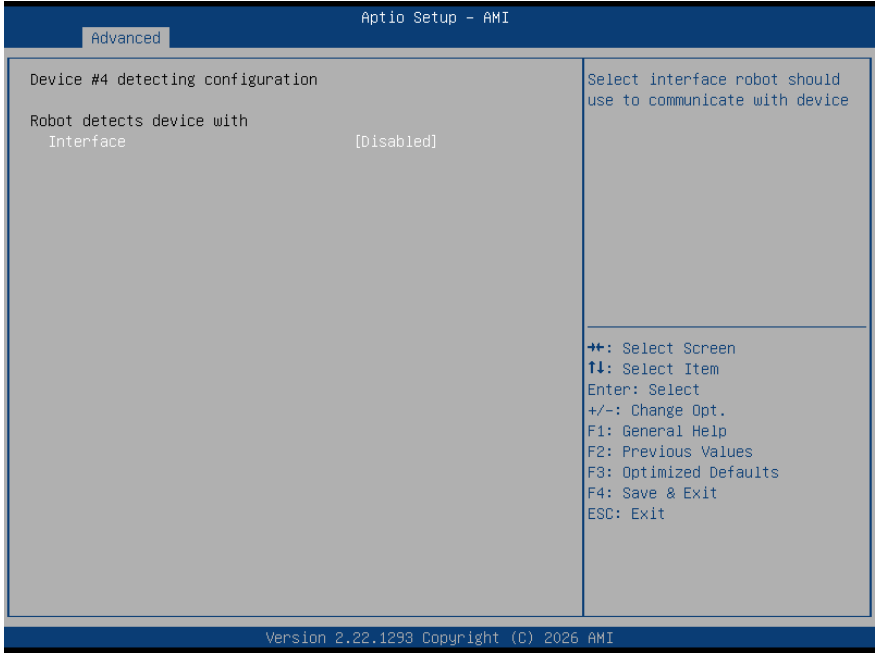 Aptio Setup – AMI
Advanced
Device #4 detecting configuration
Robot detects device with
Interface [Disabled]
Select interface robot should
use to communicate with device
→←: Select Screen
↑↓: Select Item
Enter: Select
+/-: Change Opt.
F1: General Help
F2: Previous Values
F3: Optimized Defaults
F4: Save & Exit
ESC: Exit
Version 2.22.1293 Copyright (C) 2026 AMI